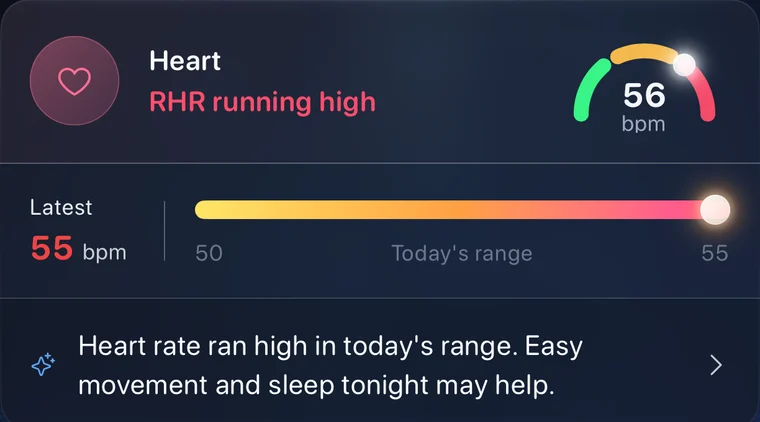 Heart
RHR running high
56
bpm
Latest
55 bpm
50
Today's range
55
Heart rate ran high in today's range. Easy
movement and sleep tonight may help.